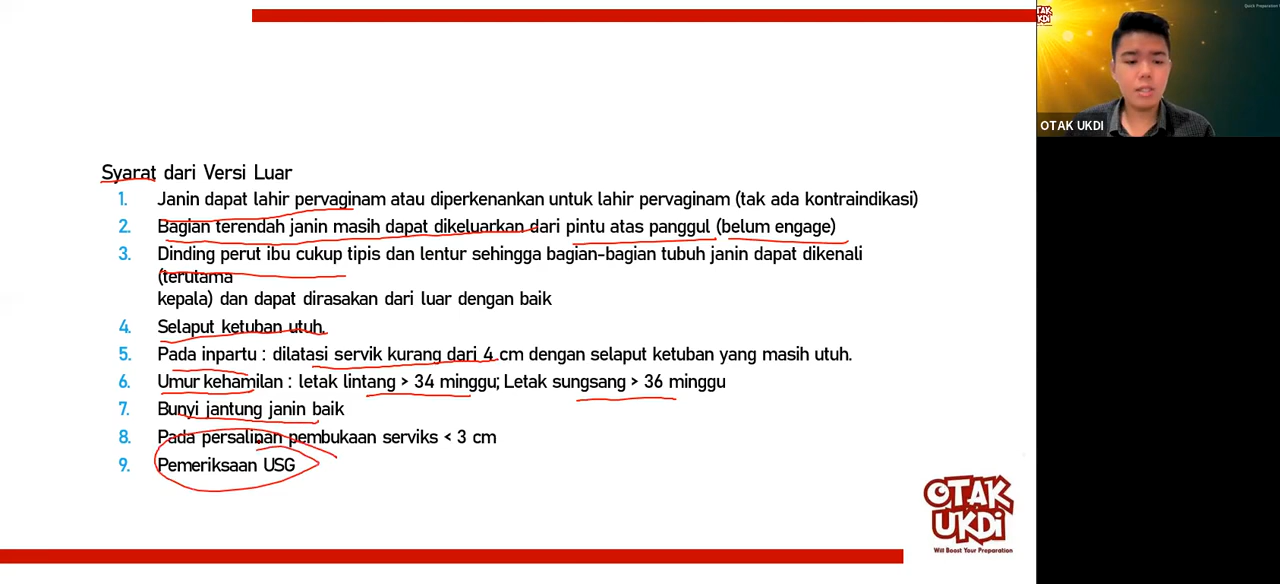 Syarat dari Versi Luar
1. Janin dapat lahir pervaginam atau diperkenankan untuk lahir pervaginam (tak ada kontraindikasi)
2. Bagian terendah janin masih dapat dikeluarkan dari pintu atas panggul (belum engage)
3. Dinding perut ibu cukup tipis dan lentur sehingga bagian-bagian tubuh janin dapat dikenali
(terutama
kepala) dan dapat dirasakan dari luar dengan baik
4. Selaput ketuban utuh.
5. Pada inpartu : dilatasi servik kurang dari 4 cm dengan selaput ketuban yang masih utuh.
6. Umur kehamilan : letak lintang > 34 minggu; Letak sungsang > 36 minggu
7. Bunyi jantung janin baik
8. Pada persalinan pembukaan serviks < 3 cm
9. Pemeriksaan USG
OTAK
UKDI
Will Boost Your Preparation
OTAK UKDI